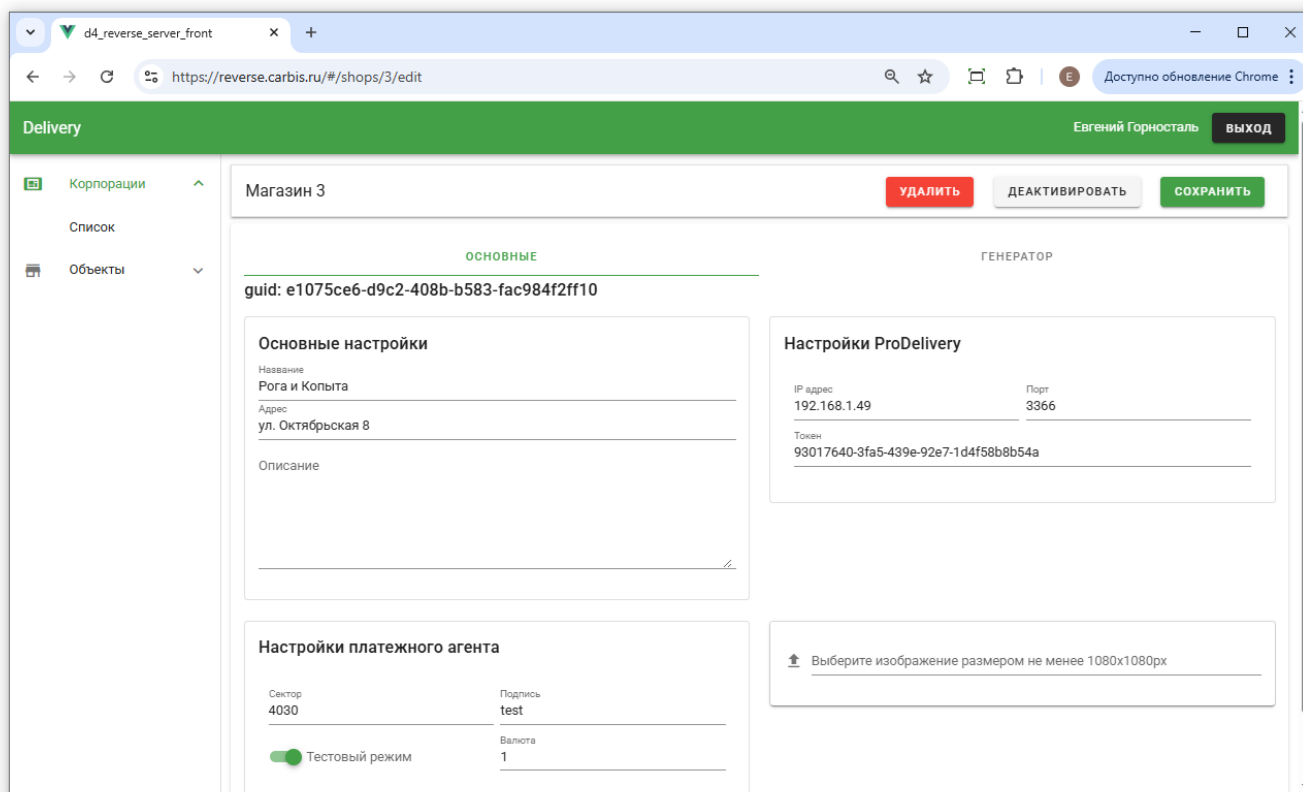 d4_reverse_server_front
https://reverse.carbis.ru/#/shops/3/edit
E
Доступно обновление Chrome
Delivery
Евгений Горносталь
ВЫХОД
Корпорации
Список
Объекты
Магазин 3
УДАЛИТЬ
ДЕАКТИВИРОВАТЬ
СОХРАНИТЬ
ОСНОВНЫЕ
ГЕНЕРАТОР
guid: e1075ce6-d9c2-408b-b583-fac984f2ff10
Основные настройки
Название
Рога и Копыта
Адрес
ул. Октябрьская 8
Описание
Настройки ProDelivery
IP адрес
192.168.1.49
Порт
3366
Токен
93017640-3fa5-439e-92e7-1d4f58b8b54a
Настройки платежного агента
Сектор
4030
Подпись
test
Тестовый режим
Валюта
1
Выберите изображение размером не менее 1080x1080px